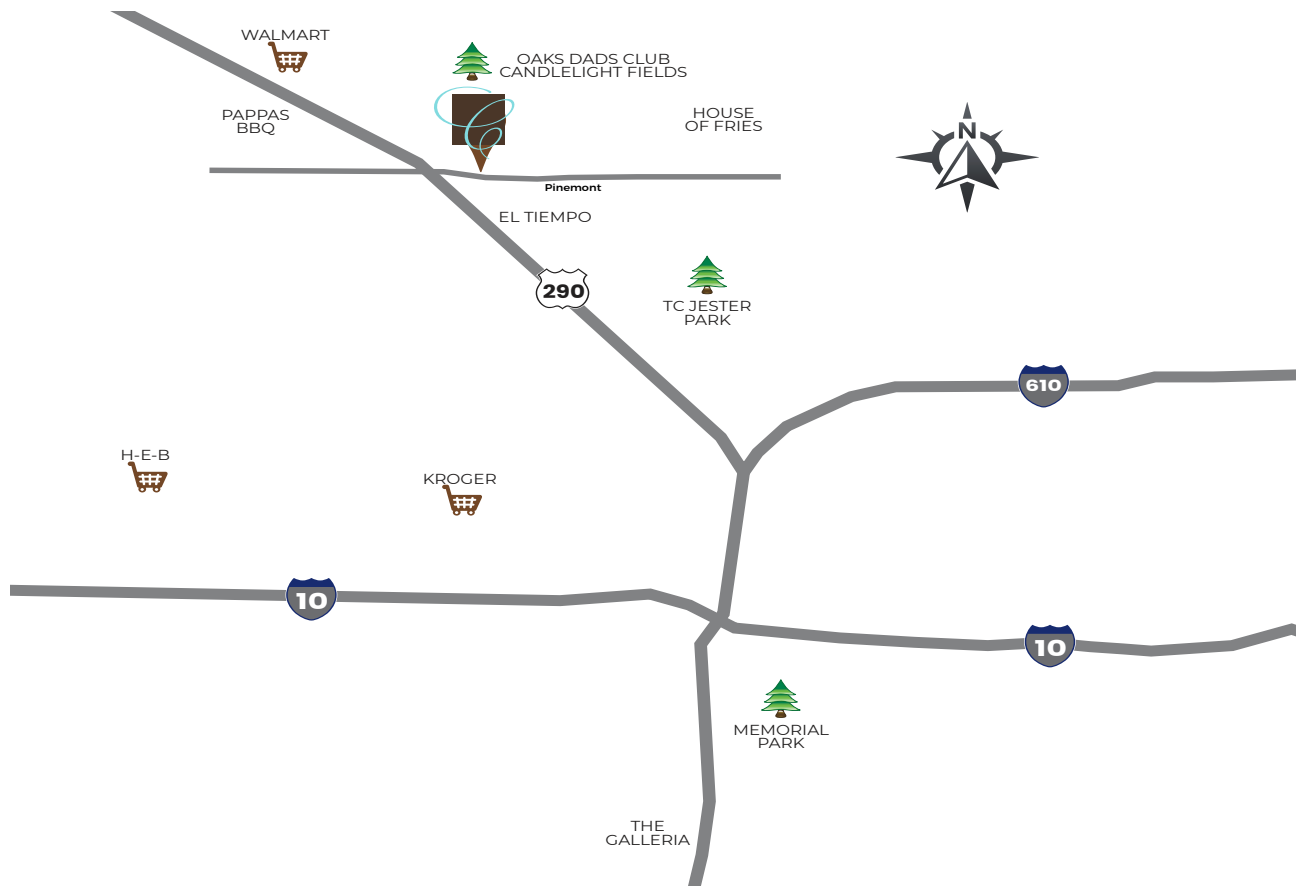 WALMART
OAKS DADS CLUB
CANDLELIGHT FIELDS
PAPPAS
BBQ
HOUSE
OF FRIES
N
Pinemont
EL TIEMPO
290
TC JESTER
PARK
610
H-E-B
KROGER
10
10
MEMORIAL
PARK
THE
GALLERIA